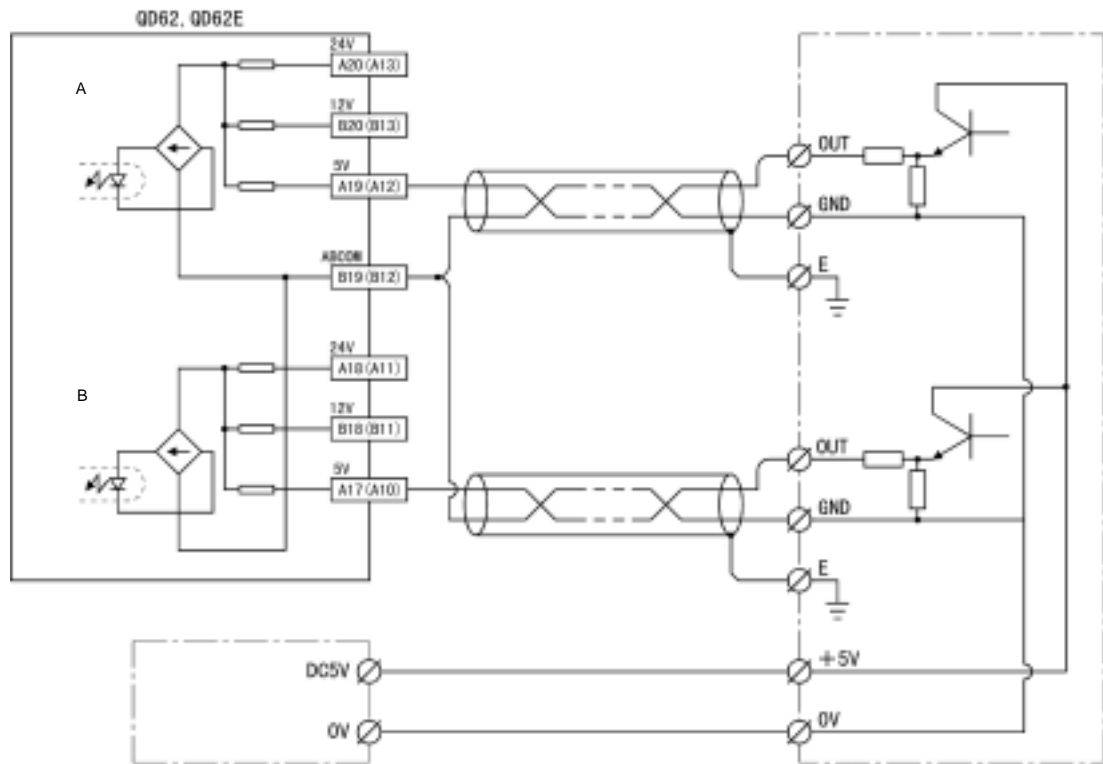 QD62, QD62E
A
24V
A20(A13)
12V
B20(B13)
5V
A19(A12)
ABCOM
B19(B12)
B
24V
A18(A11)
12V
B18(B11)
5V
A17(A10)
OUT
GND
E
OUT
GND
E
DC5V
+5V
0V
0V